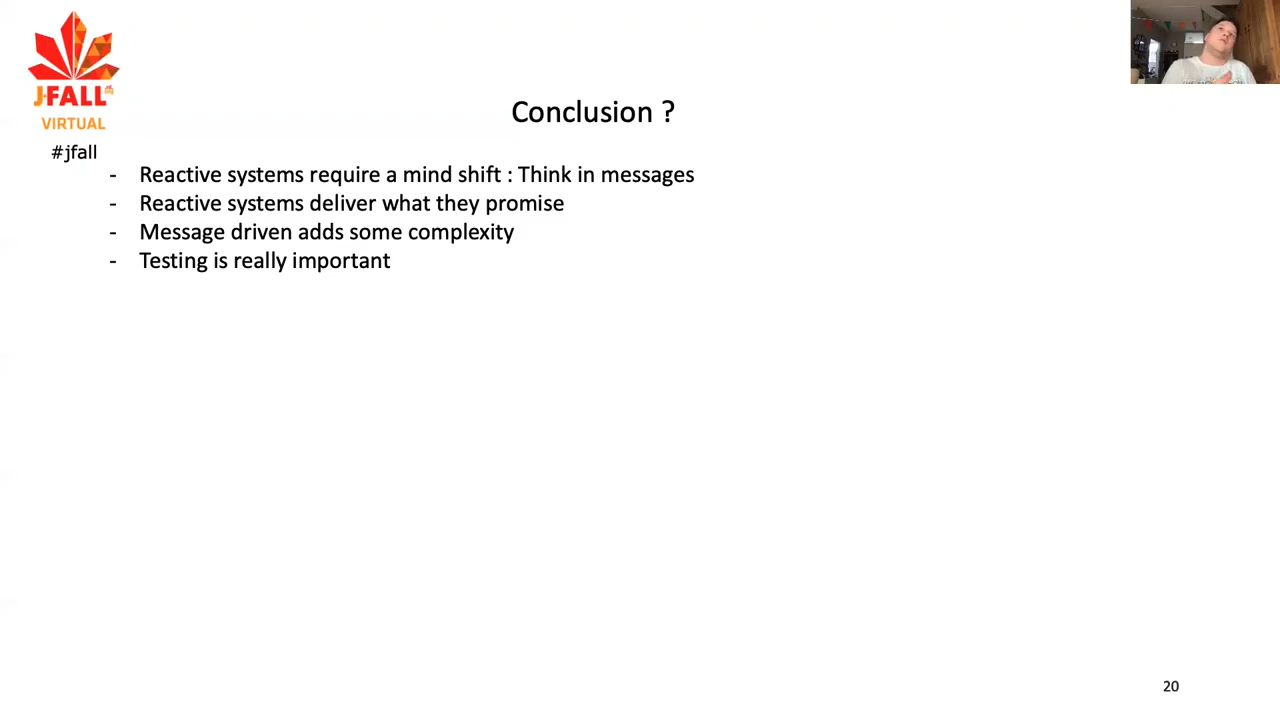 J-FALL
VIRTUAL
#jfall
Conclusion ?
- Reactive systems require a mind shift : Think in messages
- Reactive systems deliver what they promise
- Message driven adds some complexity
- Testing is really important
20